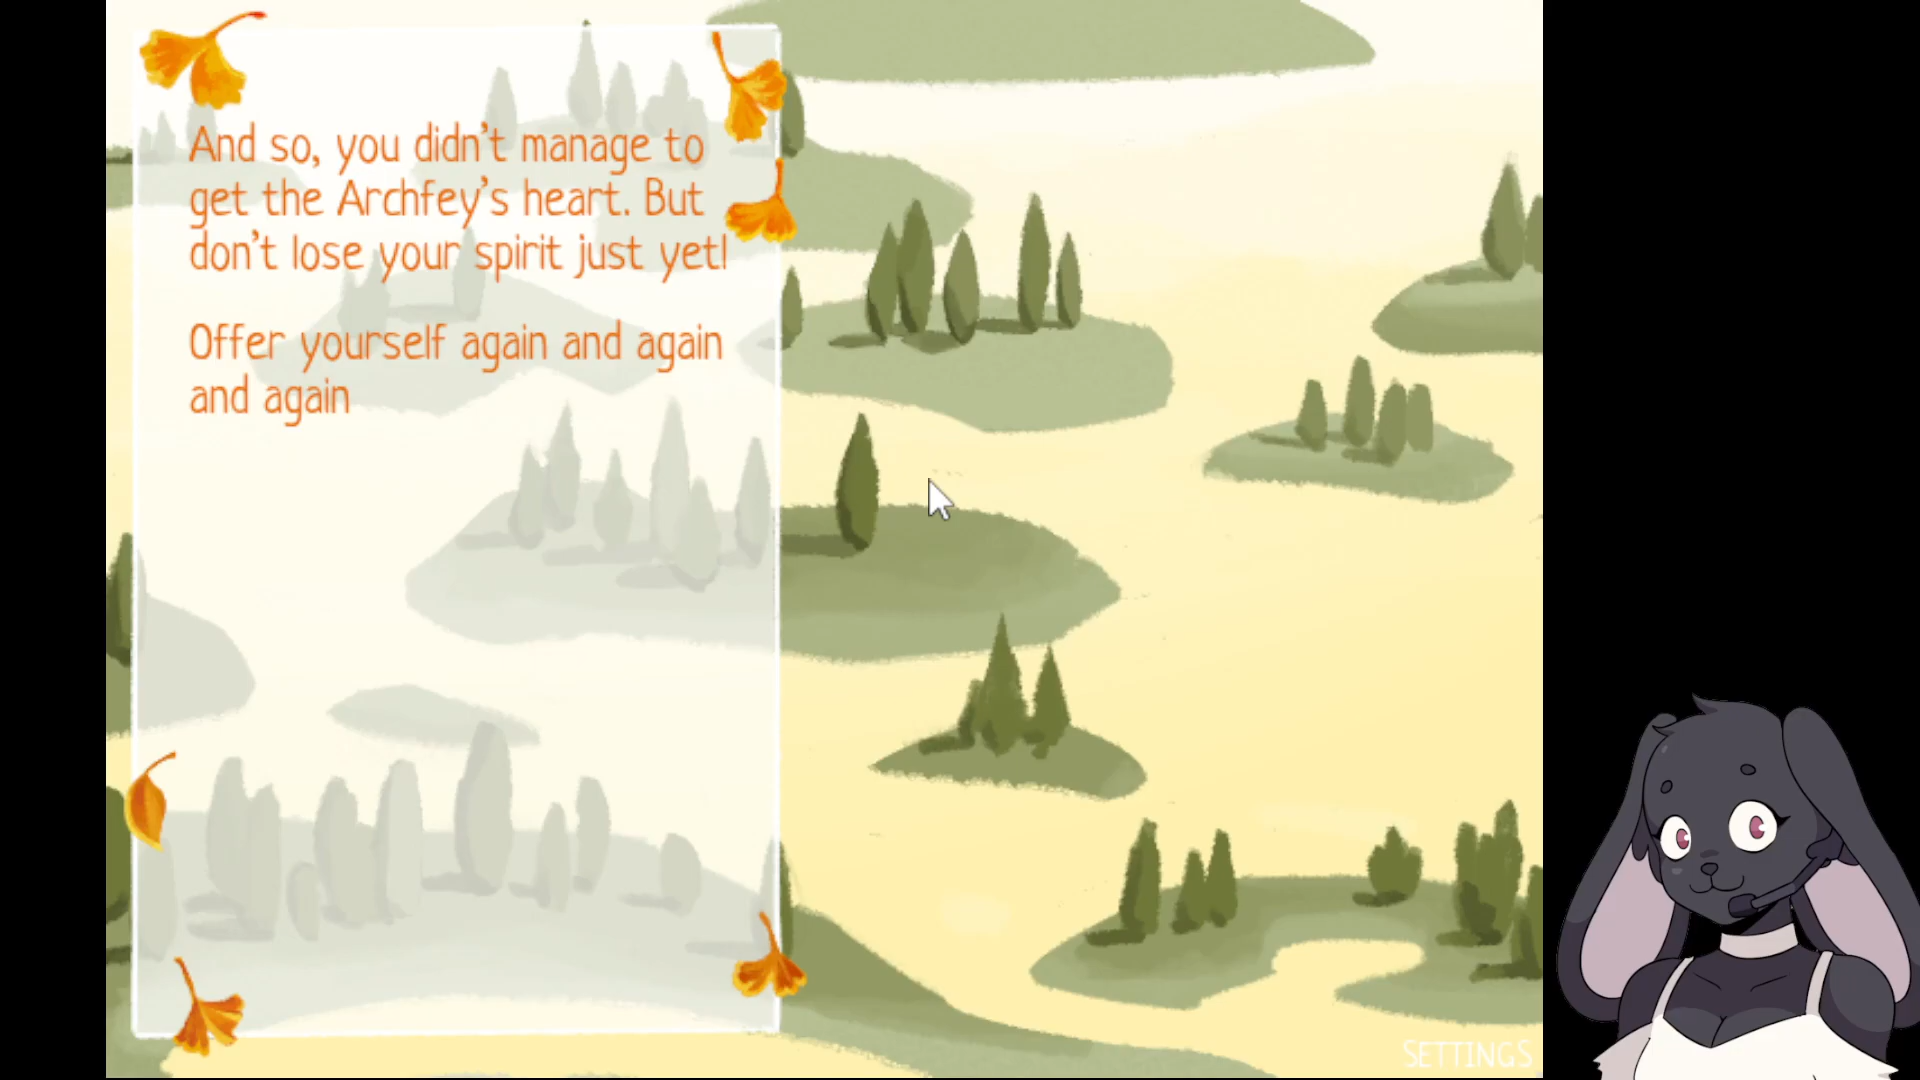 And so, you didn't manage to
get the Archfey's heart. But
don't lose your spirit just yet!
Offer yourself again and again
and again
SETTINGS